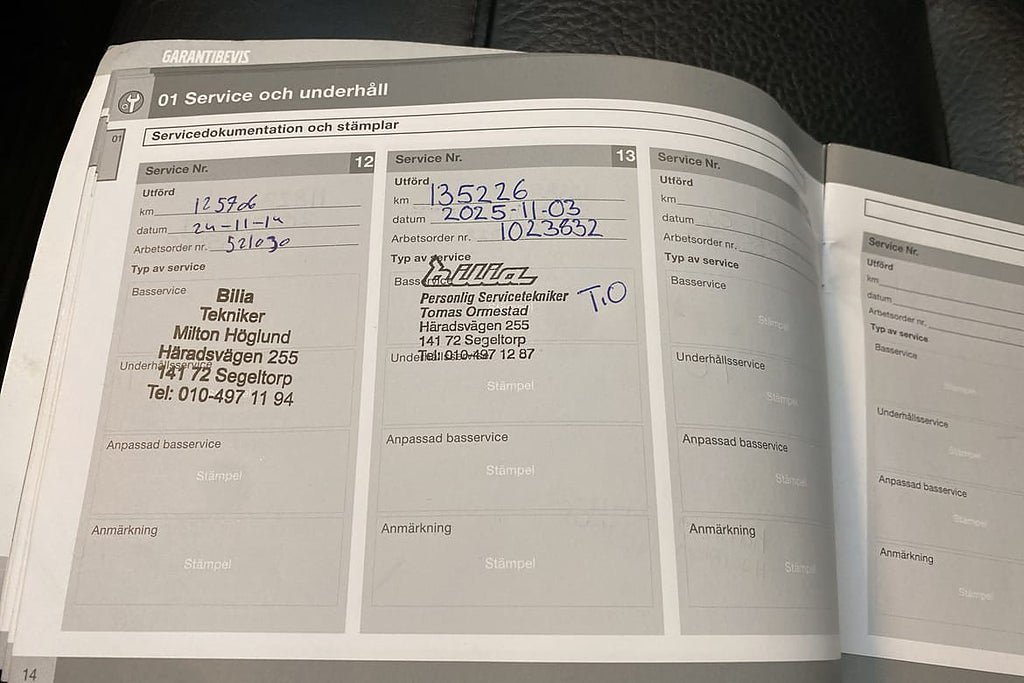 GARANTIBEVIS
01 Service och underhåll
01
Servicedokumentation och stämplar
Service Nr. 12
Utförd
km 125706
datum 24-11-14
Arbetsorder nr. 521030
Typ av service
Basservice
Bilia
Tekniker
Milton Höglund
Häradsvägen 255
Underhållsservice
141 72 Segeltorp
Tel: 010-497 11 94
Anpassad basservice
Stämpel
Anmärkning
Stämpel
Service Nr. 13
Utförd
km 135226
datum 2025-11-03
Arbetsorder nr. 1023832
Typ av service
Basservice
bilia
Personlig Servicetekniker
Tomas Ormestad
T.O
Häradsvägen 255
141 72 Segeltorp
Underhållsservice
Tel: 010-497 12 87
Stämpel
Anpassad basservice
Stämpel
Anmärkning
Stämpel
Service Nr.
Utförd
km
datum
Arbetsorder nr.
Typ av service
Basservice
Stämpel
Underhållsservice
Stämpel
Anpassad basservice
Stämpel
Anmärkning
Stämpel
Service Nr.
Utförd
km
datum
Arbetsorder nr.
Typ av service
Basservice
Stämpel
Underhållsservice
Stämpel
Anpassad basservice
Stämpel
Anmärkning
Stämpel
14